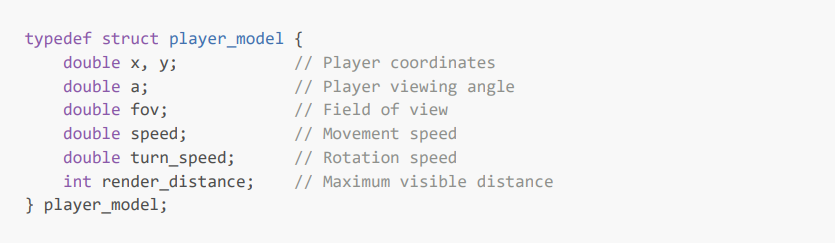 typedef struct player_model {
    double x, y;            // Player coordinates
    double a;               // Player viewing angle
    double fov;             // Field of view
    double speed;           // Movement speed
    double turn_speed;      // Rotation speed
    int render_distance;    // Maximum visible distance
} player_model;